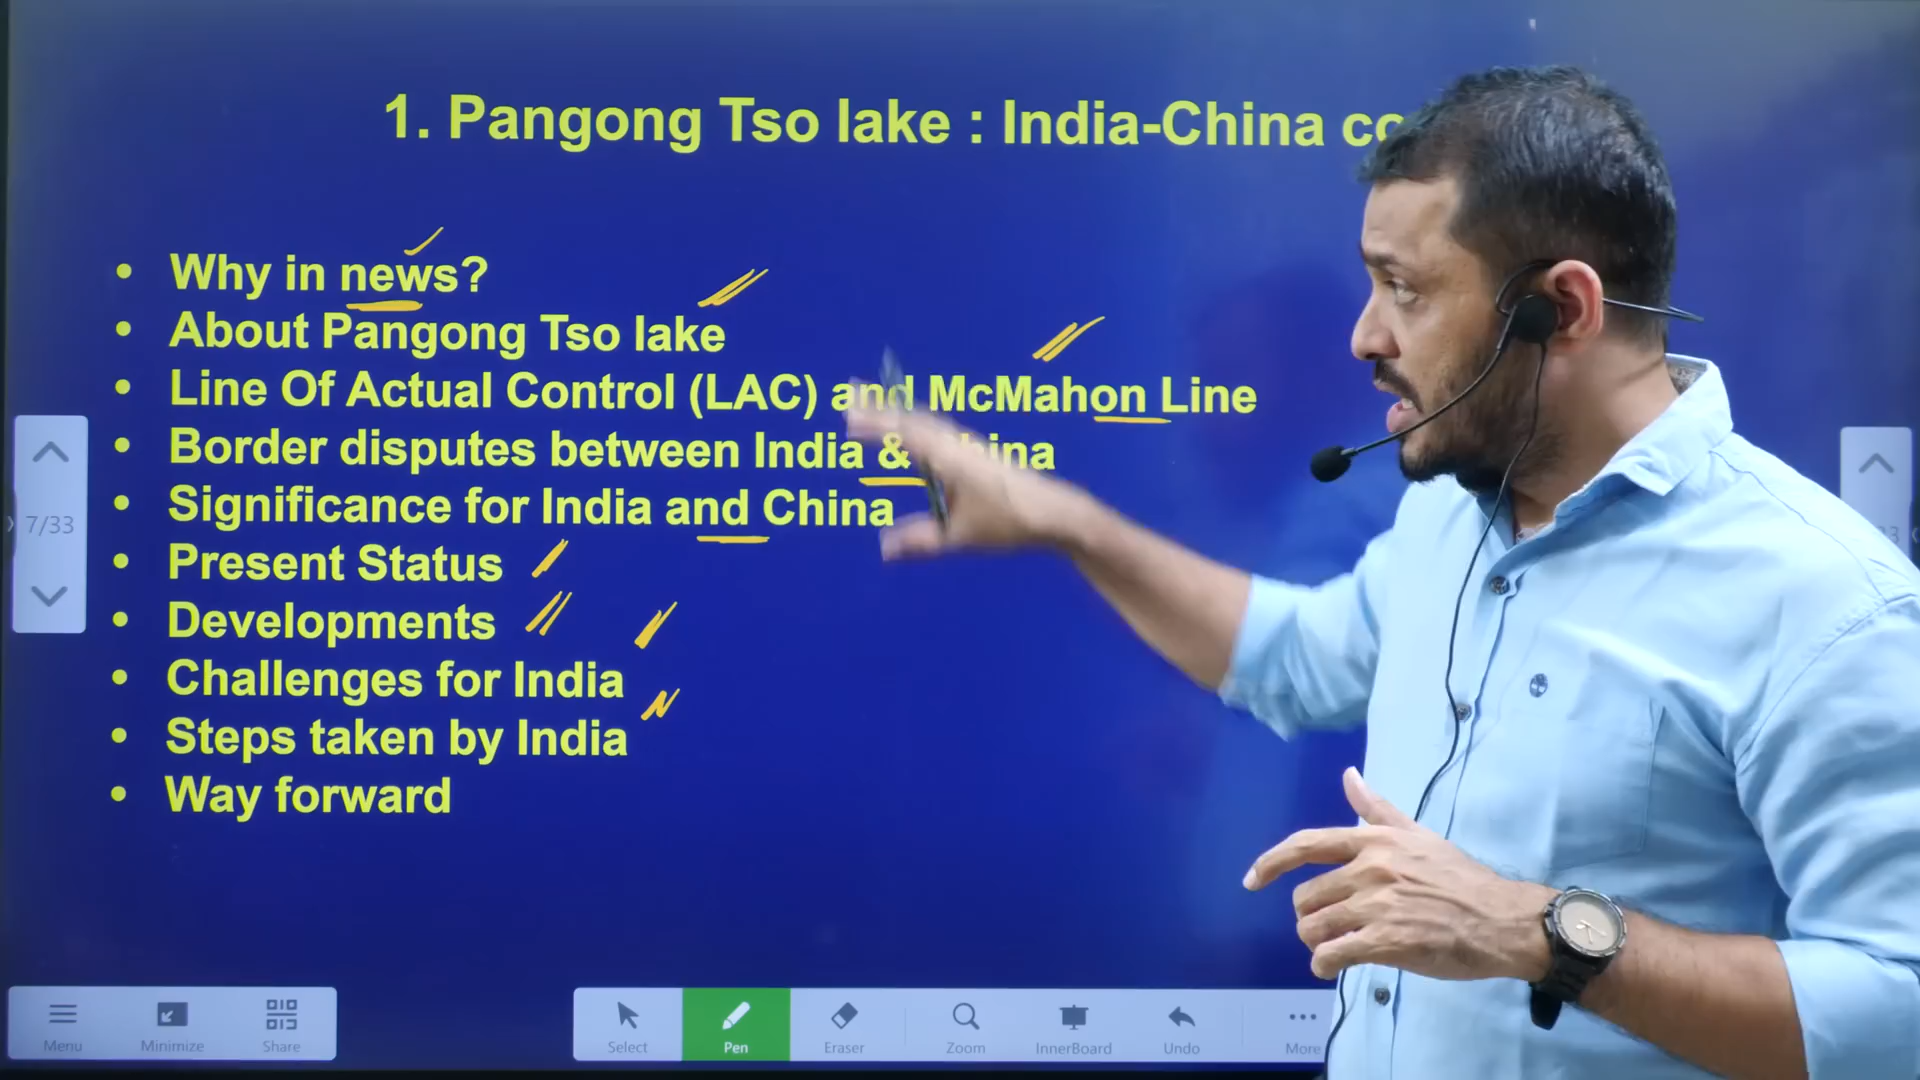 1. Pangong Tso lake : India-China
• Why in news?
• About Pangong Tso lake
• Line Of Actual Control (LAC) and McMahon Line
• Border disputes between India & China
• Significance for India and China
• Present Status
• Developments
• Challenges for India
• Steps taken by India
• Way forward
7/33
Menu Minimize Share Select Pen Eraser Zoom InnerBoard Undo More